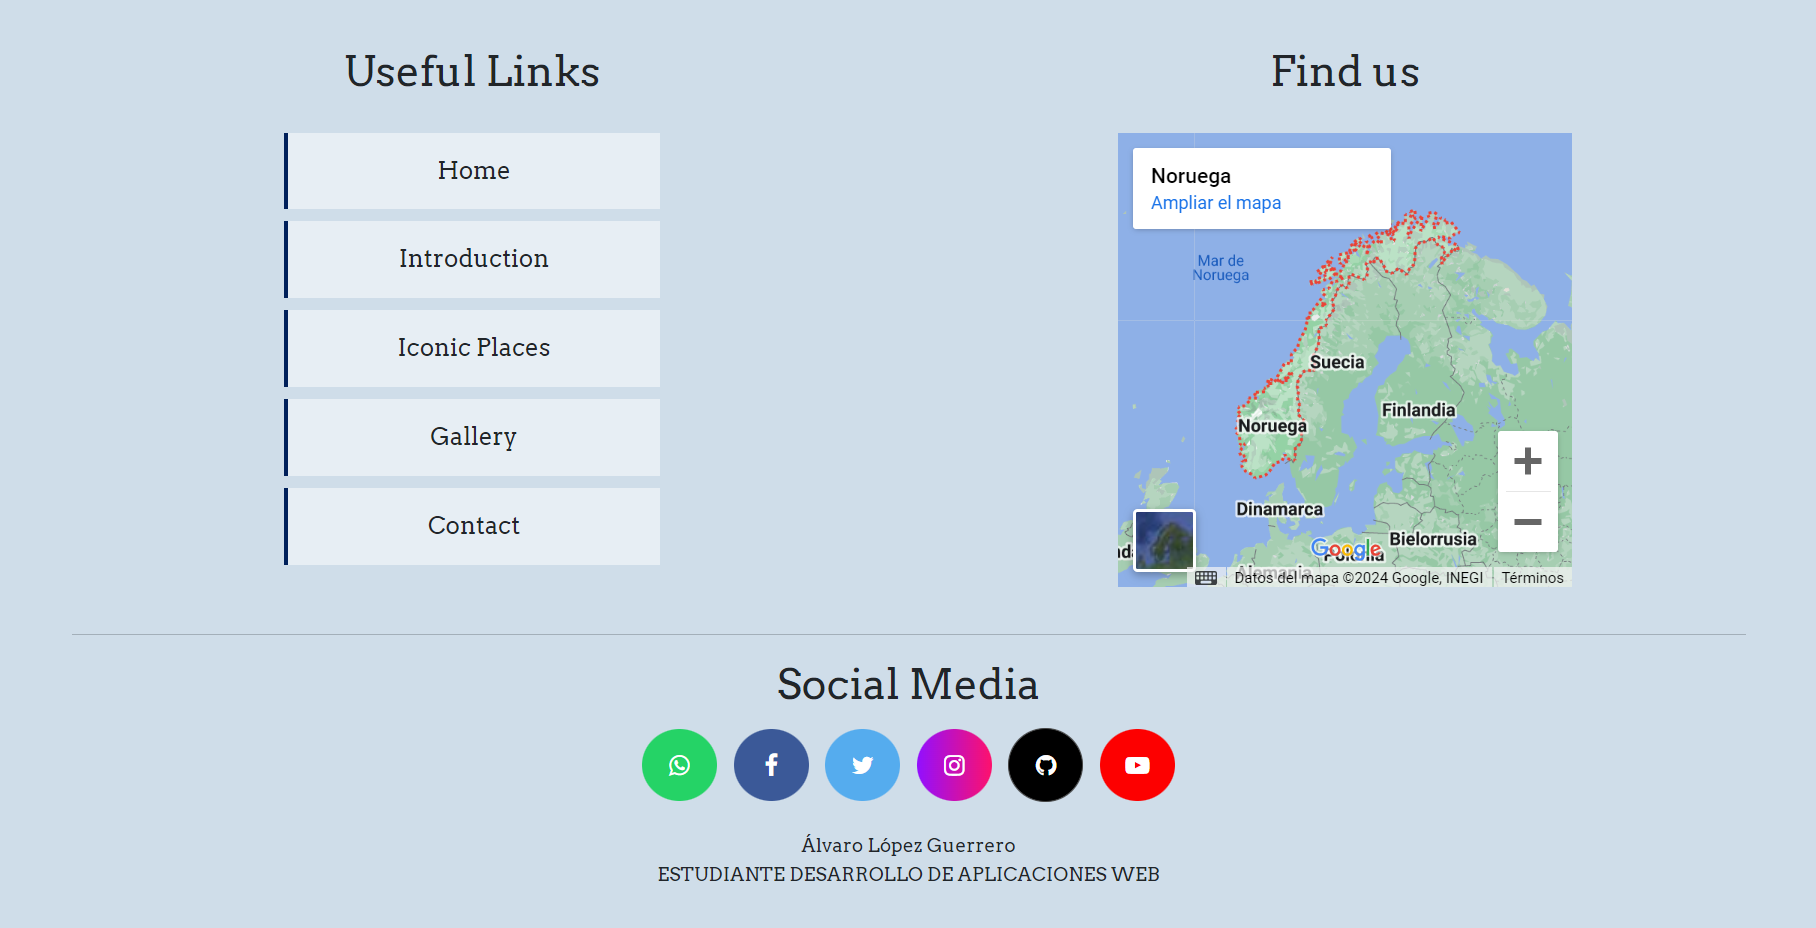 Useful Links
Home
Introduction
Iconic Places
Gallery
Contact
Find us
Noruega
Ampliar el mapa
Mar de
Noruega
Suecia
Finlandia
Noruega
Dinamarca
Bielorrusia
Google
Polonia
Alemania
Datos del mapa ©2024 Google, INEGI
Términos
Social Media
Álvaro López Guerrero
ESTUDIANTE DESARROLLO DE APLICACIONES WEB